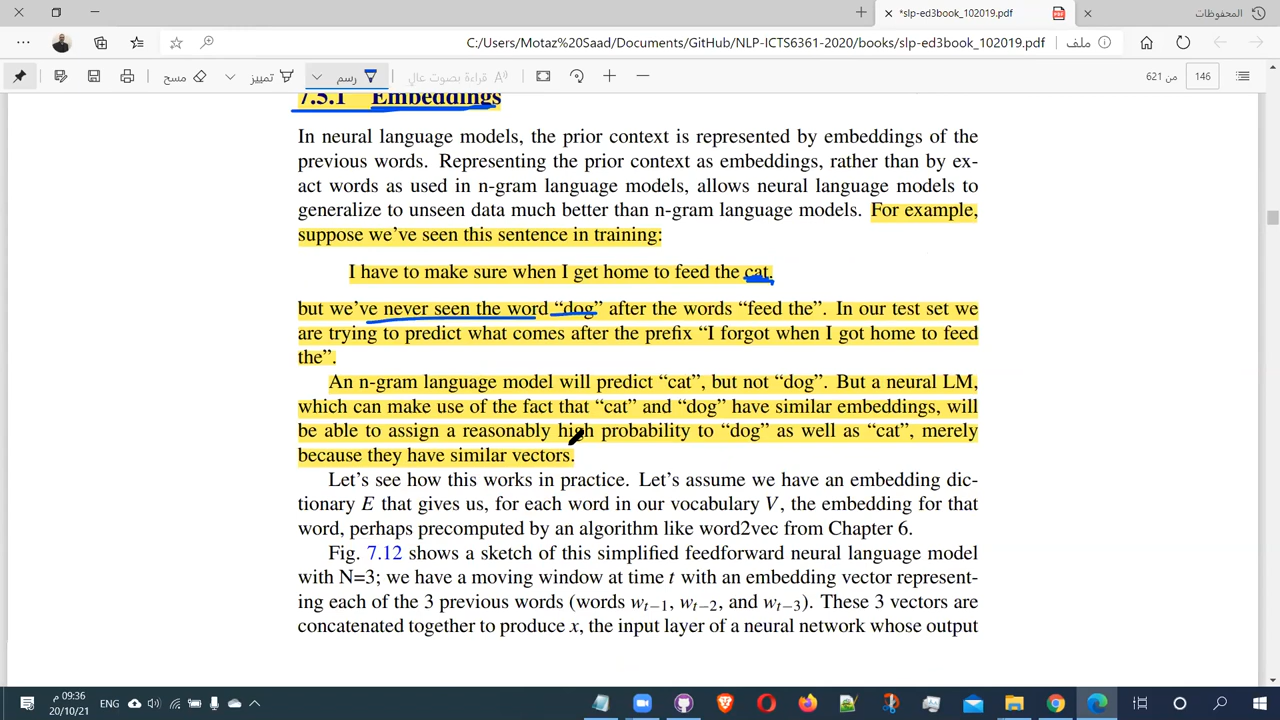 *slp-ed3book_102019.pdf
المحفوظات
C:/Users/Motaz%20Saad/Documents/GitHub/NLP-ICTS6361-2020/books/slp-ed3book_102019.pdf
ملف
مسح
تمييز
رسم
قراءة بصوت عالٍ
146
من 621
7.5.1 Embeddings
In neural language models, the prior context is represented by embeddings of the
previous words. Representing the prior context as embeddings, rather than by ex-
act words as used in n-gram language models, allows neural language models to
generalize to unseen data much better than n-gram language models. For example,
suppose we've seen this sentence in training:
I have to make sure when I get home to feed the cat.
but we've never seen the word “dog” after the words “feed the”. In our test set we
are trying to predict what comes after the prefix “I forgot when I got home to feed
the”.
An n-gram language model will predict “cat”, but not “dog”. But a neural LM,
which can make use of the fact that “cat” and “dog” have similar embeddings, will
be able to assign a reasonably high probability to “dog” as well as “cat”, merely
because they have similar vectors.
Let's see how this works in practice. Let's assume we have an embedding dic-
tionary E that gives us, for each word in our vocabulary V, the embedding for that
word, perhaps precomputed by an algorithm like word2vec from Chapter 6.
Fig. 7.12 shows a sketch of this simplified feedforward neural language model
with N=3; we have a moving window at time t with an embedding vector represent-
ing each of the 3 previous words (words wt−1, wt−2, and wt−3). These 3 vectors are
concatenated together to produce x, the input layer of a neural network whose output
09:36 م
20/10/21
ENG